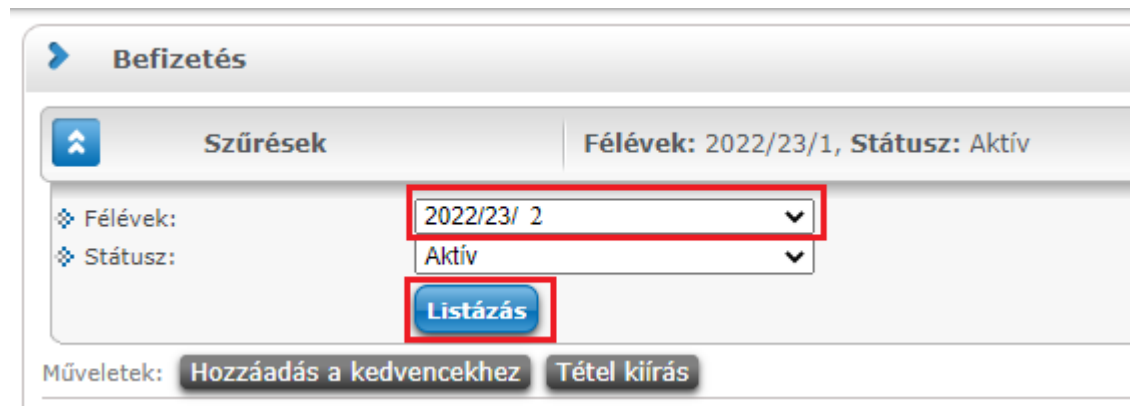 Befizetés
Szűrések Félévek: 2022/23/1, Státusz: Aktív
Félévek: 2022/23/ 2
Státusz: Aktív
Listázás
Műveletek: Hozzáadás a kedvencekhez Tétel kiírás